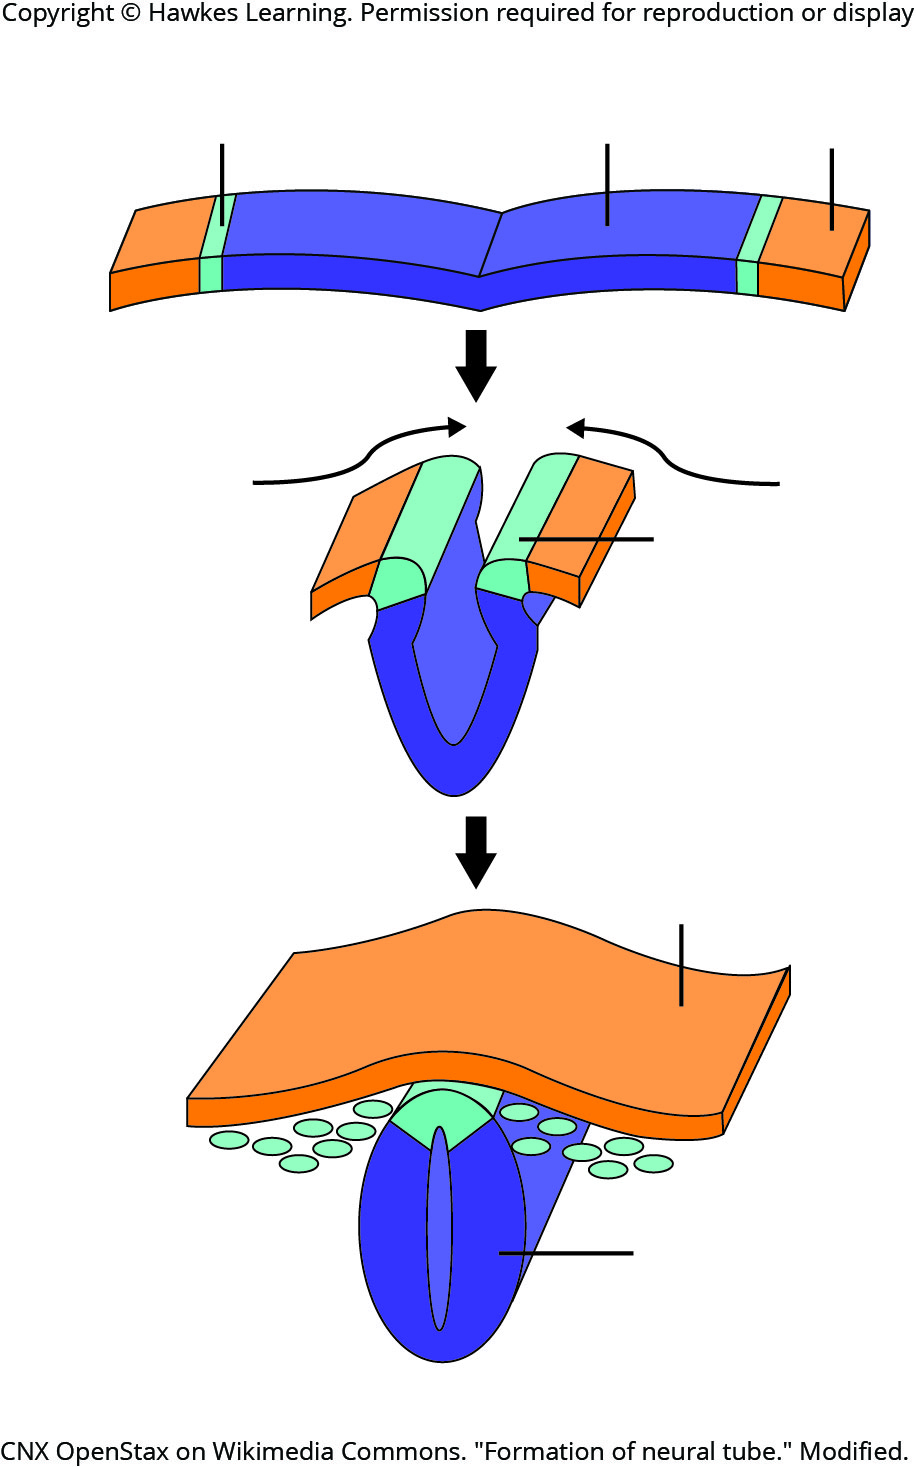 Copyright © Hawkes Learning. Permission required for reproduction or display
CNX OpenStax on Wikimedia Commons. "Formation of neural tube." Modified.